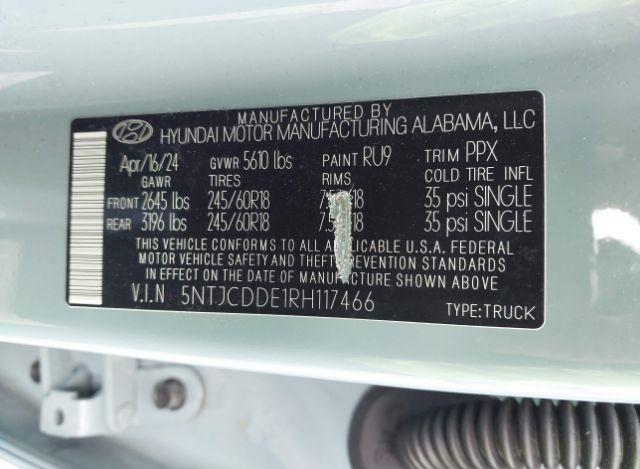 MANUFACTURED BY
HYUNDAI MOTOR MANUFACTURING ALABAMA, LLC
Apr/16/24 GVWR 5610 lbs PAINT RU9 TRIM PPX
GAWR TIRES RIMS COLD TIRE INFL
FRONT 2645 lbs 245/60R18 35 psi SINGLE
REAR 3196 lbs 245/60R18 35 psi SINGLE
THIS VEHICLE CONFORMS TO ALL APPLICABLE U.S.A. FEDERAL
MOTOR VEHICLE SAFETY AND THEFT PREVENTION STANDARDS
IN EFFECT ON THE DATE OF MANUFACTURE SHOWN ABOVE.
V.I.N 5NTJCDDE1RH117466
TYPE:TRUCK